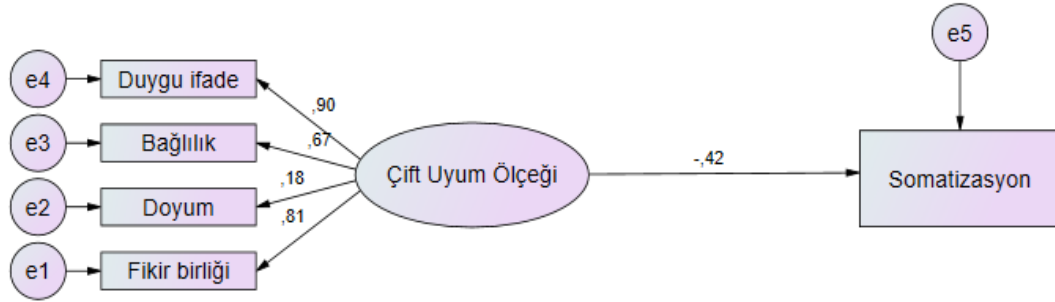 e5
e4
Duygu ifade
,90
e3
Bağlılık
,67
Çift Uyum Ölçeği
-,42
Somatizasyon
e2
Doyum
,18
e1
Fikir birliği
,81